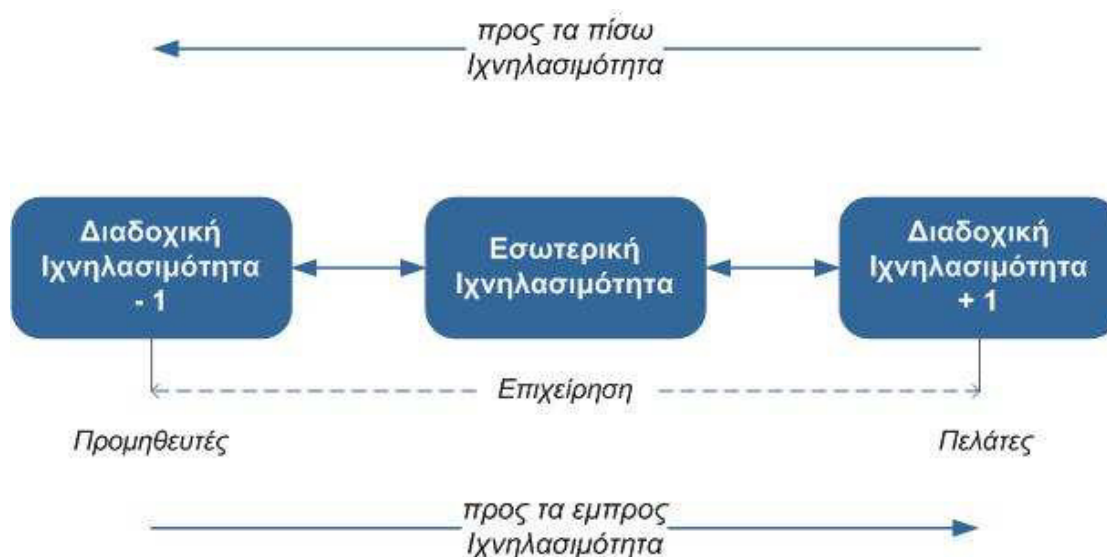 προς τα πίσω
Ιχνηλασιμότητα
Διαδοχική
Ιχνηλασιμότητα
- 1
Εσωτερική
Ιχνηλασιμότητα
Διαδοχική
Ιχνηλασιμότητα
+ 1
Επιχείρηση
Προμηθευτές
Πελάτες
προς τα εμπρος
Ιχνηλασιμότητα